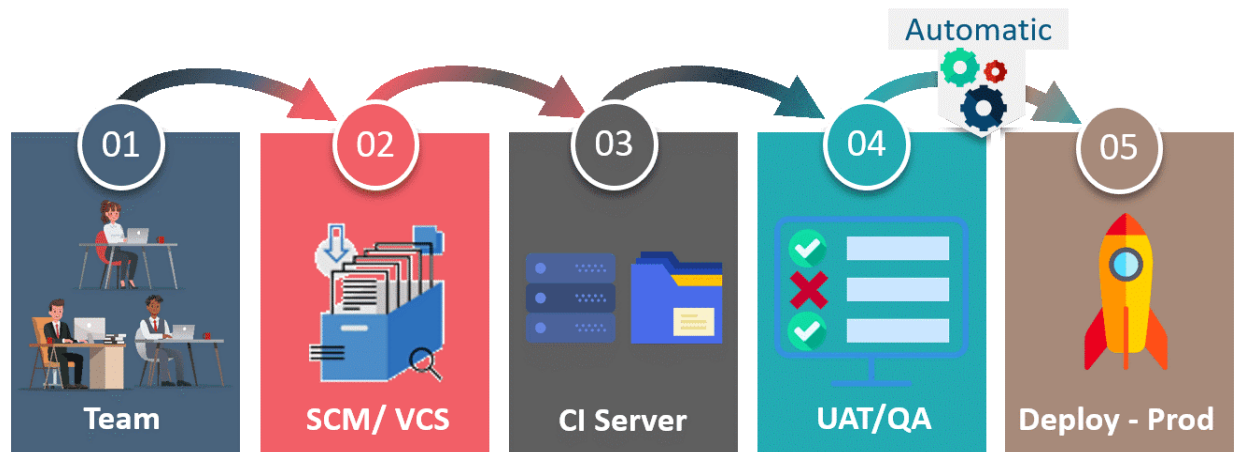 Automatic
01
02
03
04
05
Team
SCM/ VCS
CI Server
UAT/QA
Deploy - Prod